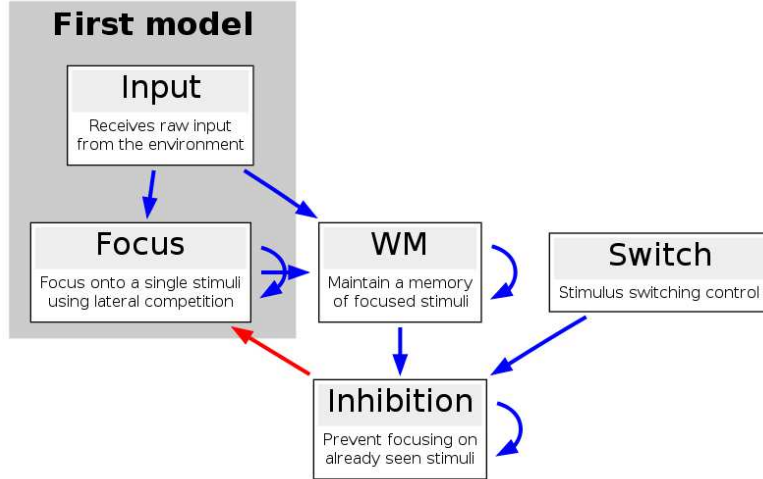 First model
Input
Receives raw input
from the environment
Focus
Focus onto a single stimuli
using lateral competition
WM
Maintain a memory
of focused stimuli
Switch
Stimulus switching control
Inhibition
Prevent focusing on
already seen stimuli